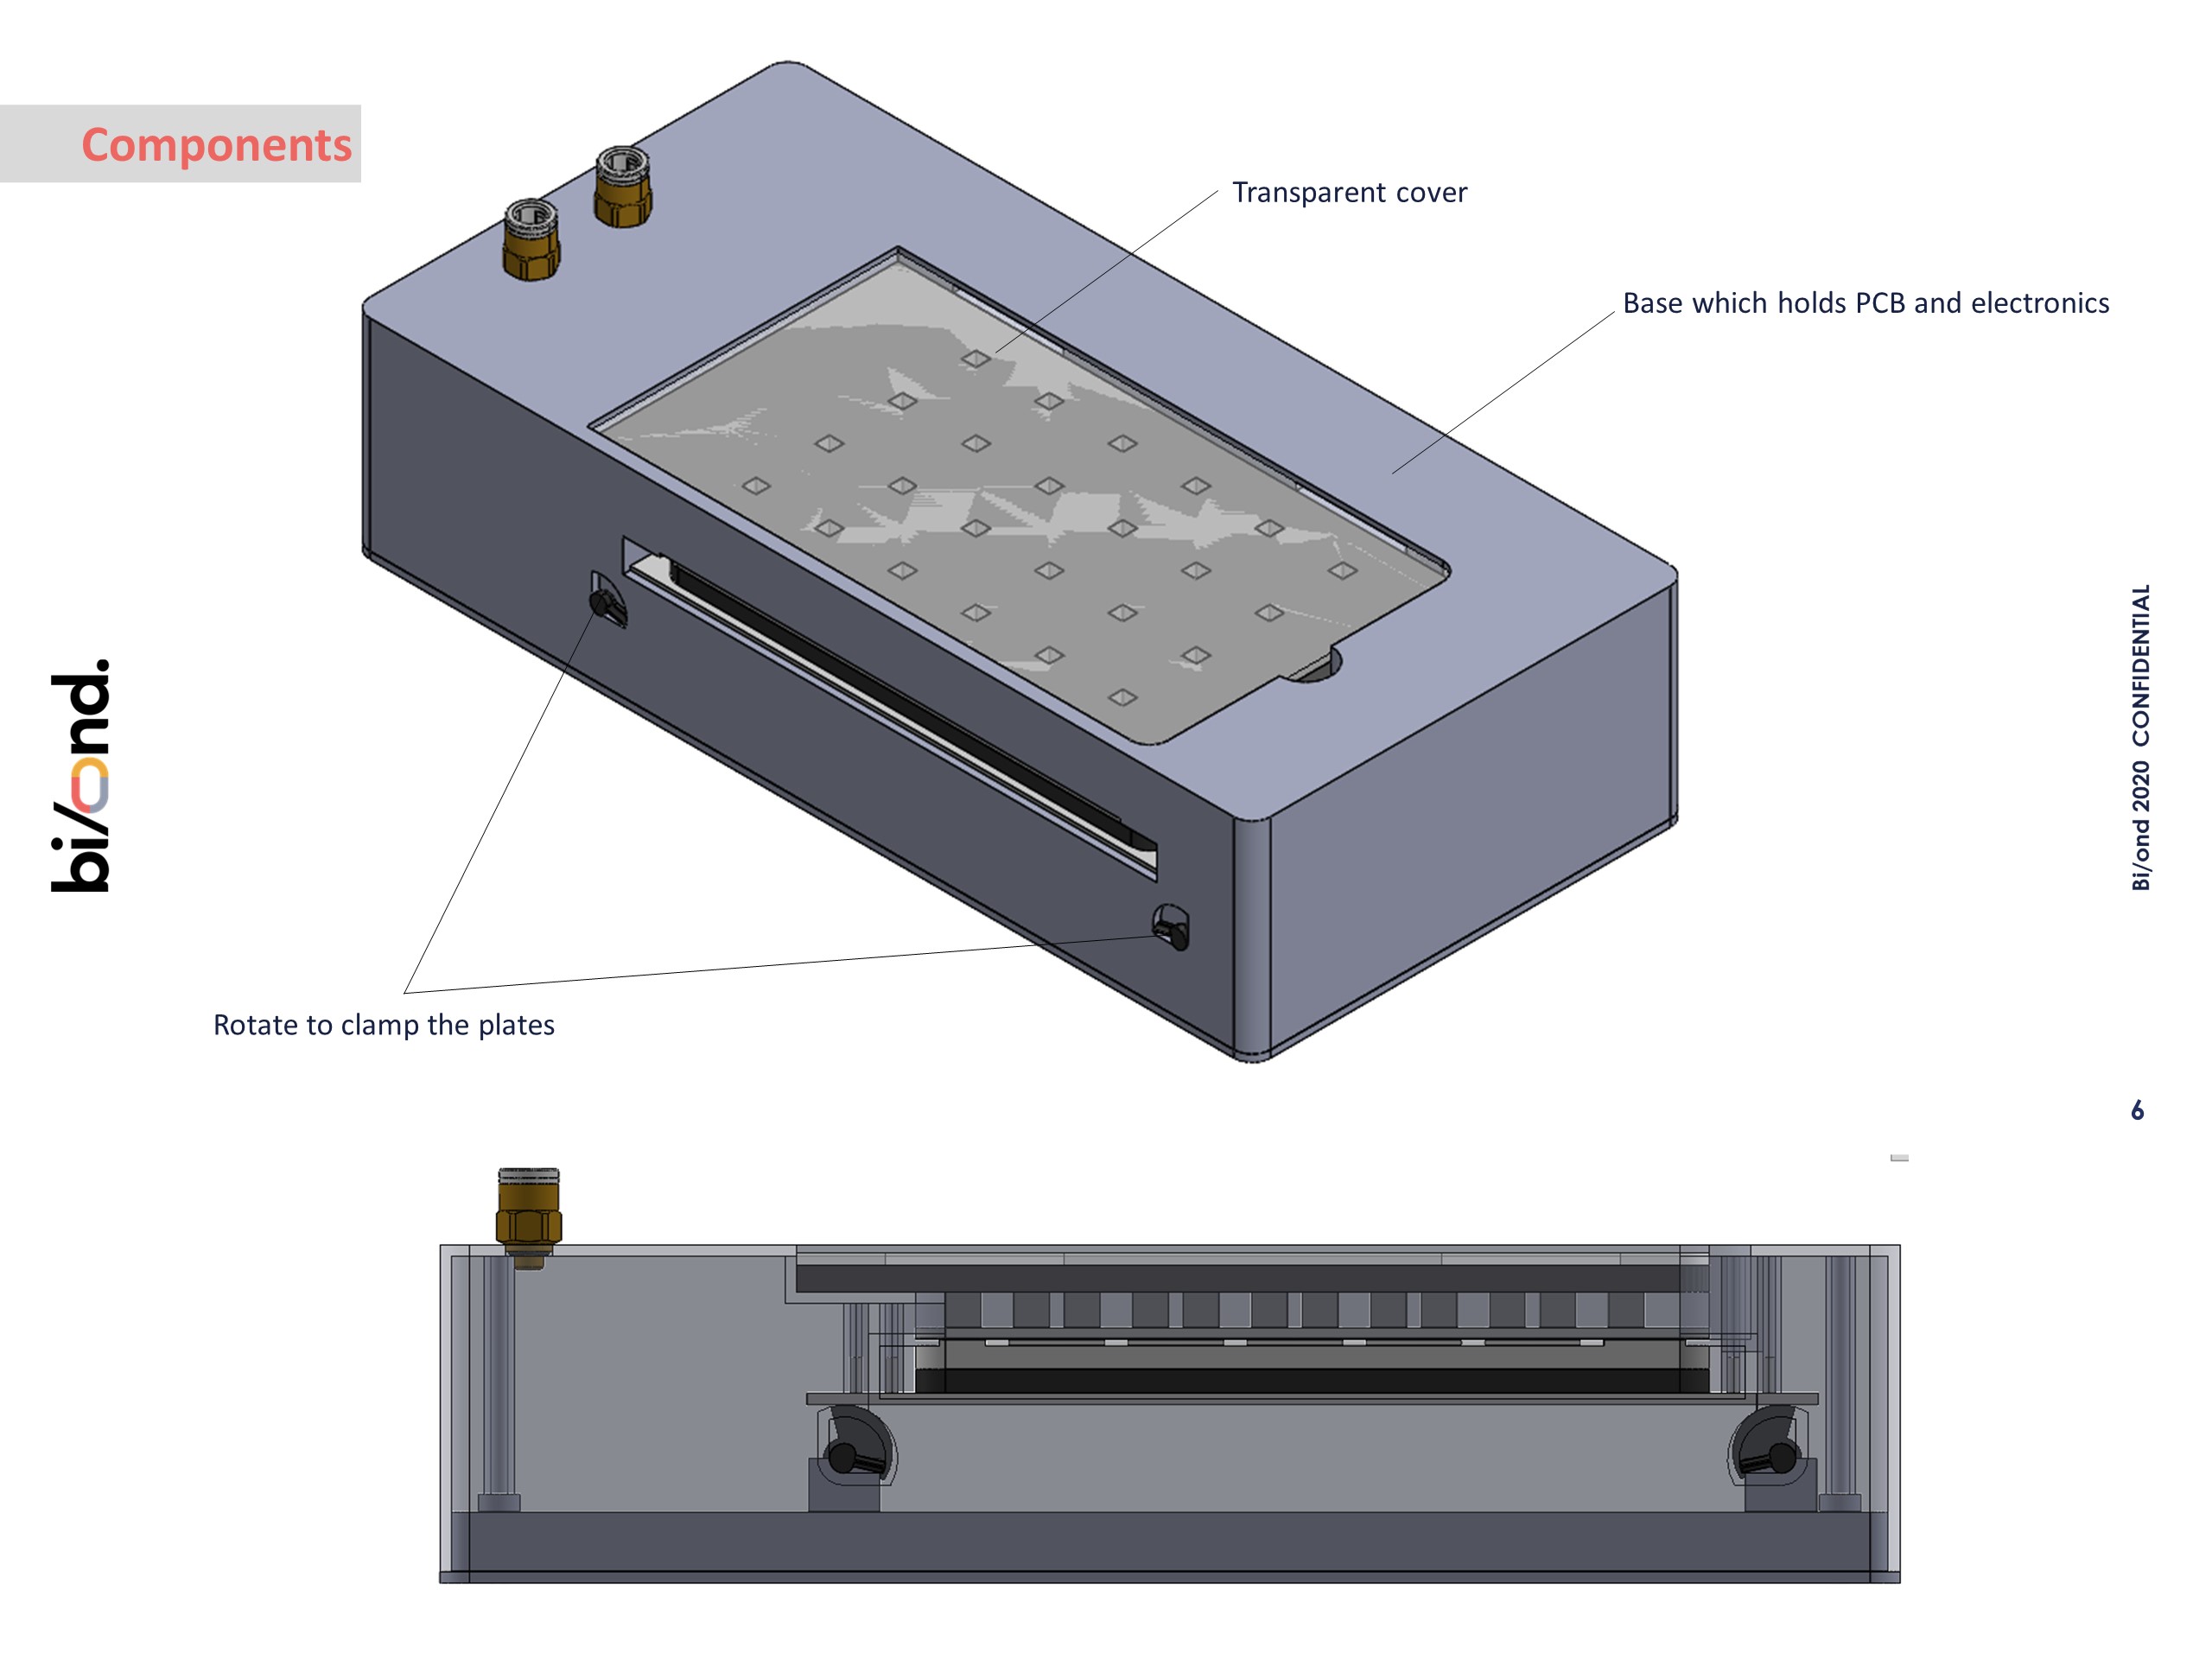 Components
Transparent cover
Base which holds PCB and electronics
Rotate to clamp the plates
bi/ond.
Bi/ond 2020 CONFIDENTIAL
6